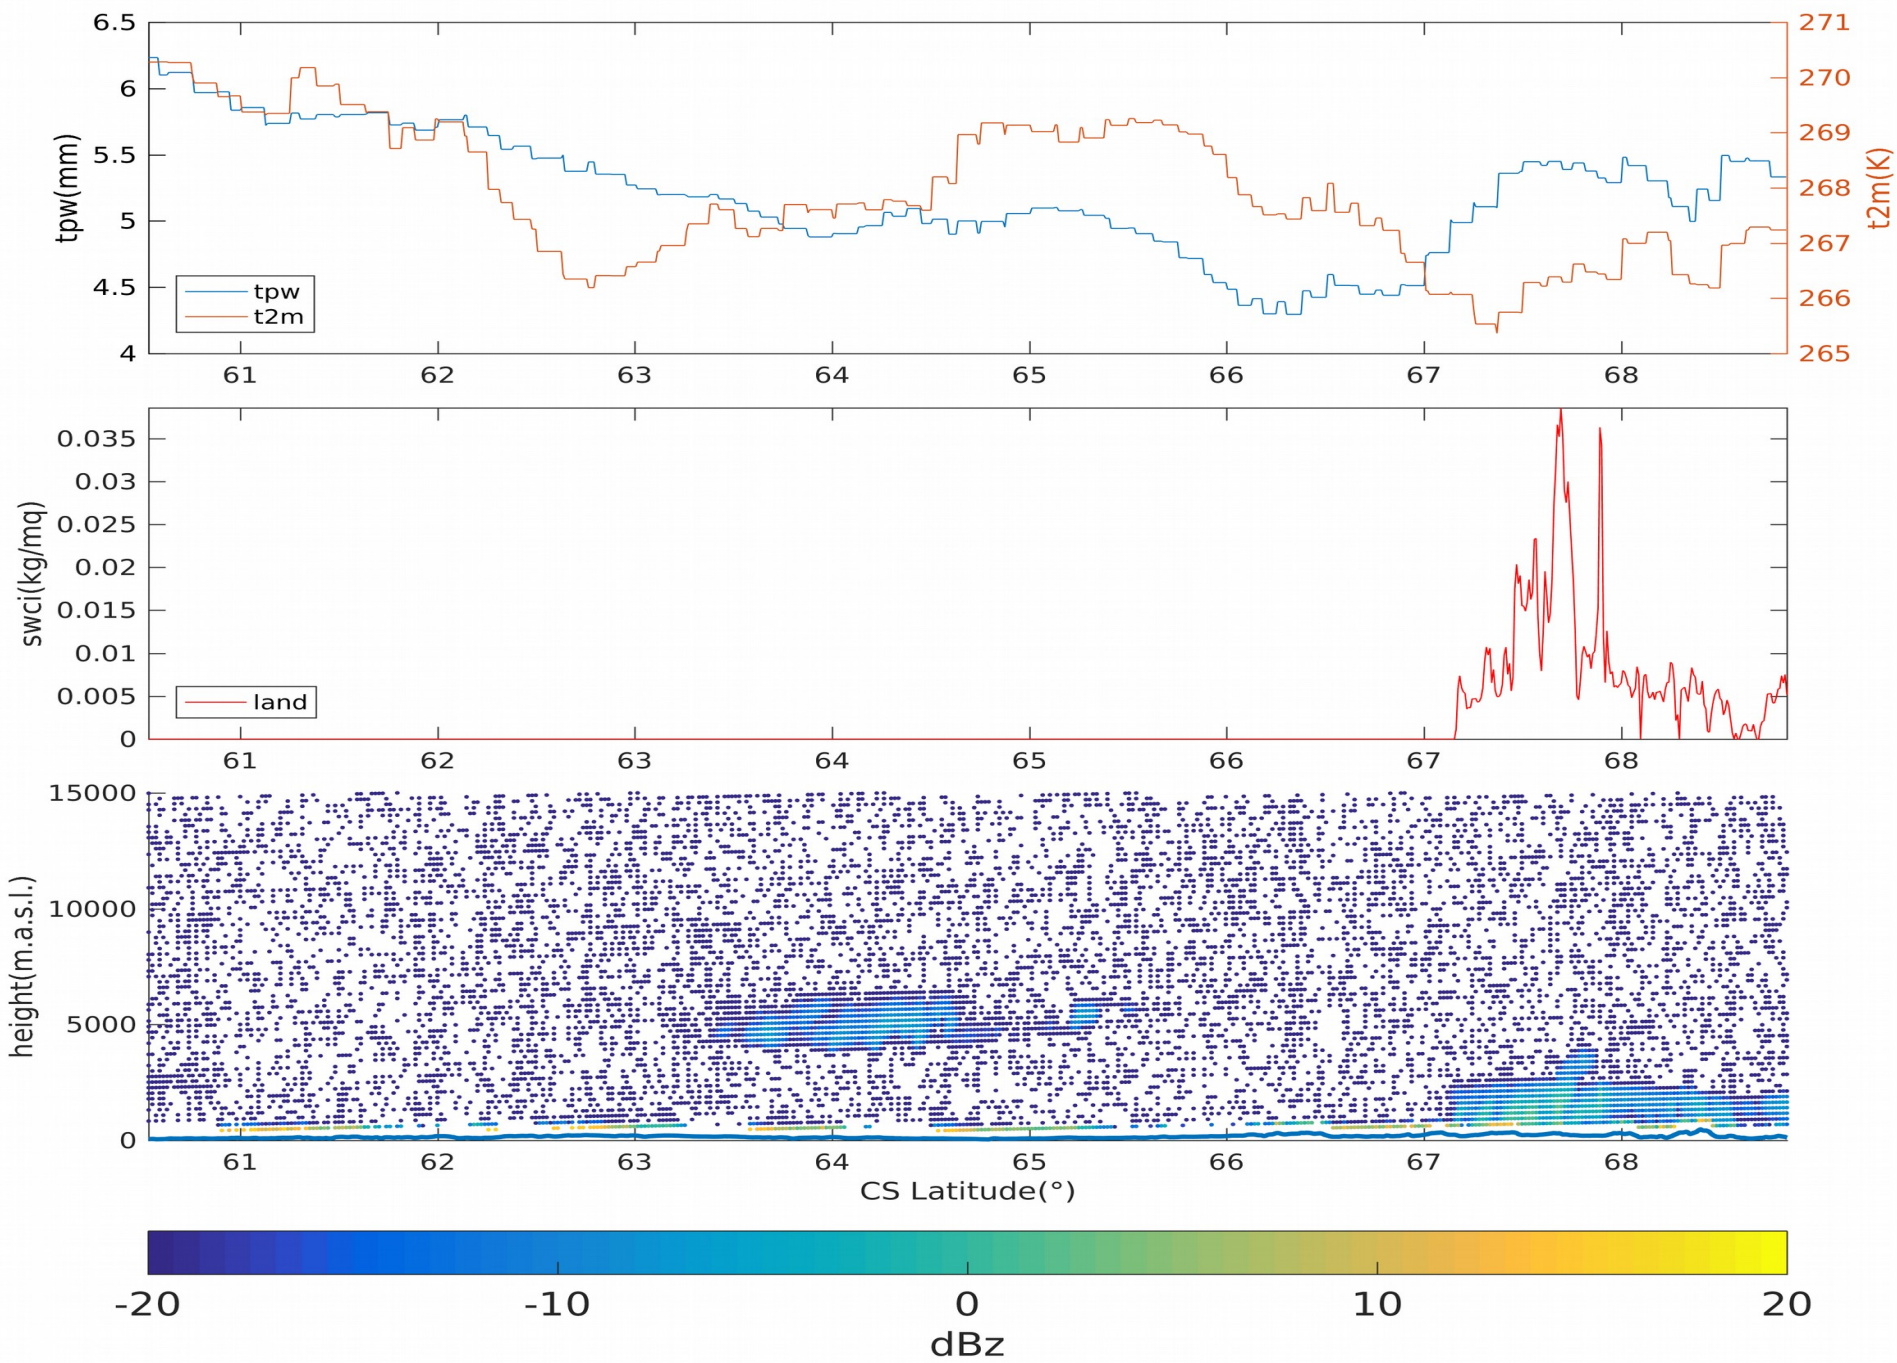 6.5
6
5.5
5
4.5
4
tpw(mm)
271
270
269
268
267
266
265
t2m(K)
tpw
t2m
61 62 63 64 65 66 67 68
0.035
0.03
0.025
0.02
0.015
0.01
0.005
0
swci(kg/mq)
land
61 62 63 64 65 66 67 68
15000
10000
5000
0
height(m.a.s.l.)
61 62 63 64 65 66 67 68
CS Latitude(°)
-20 -10 0 10 20
dBz